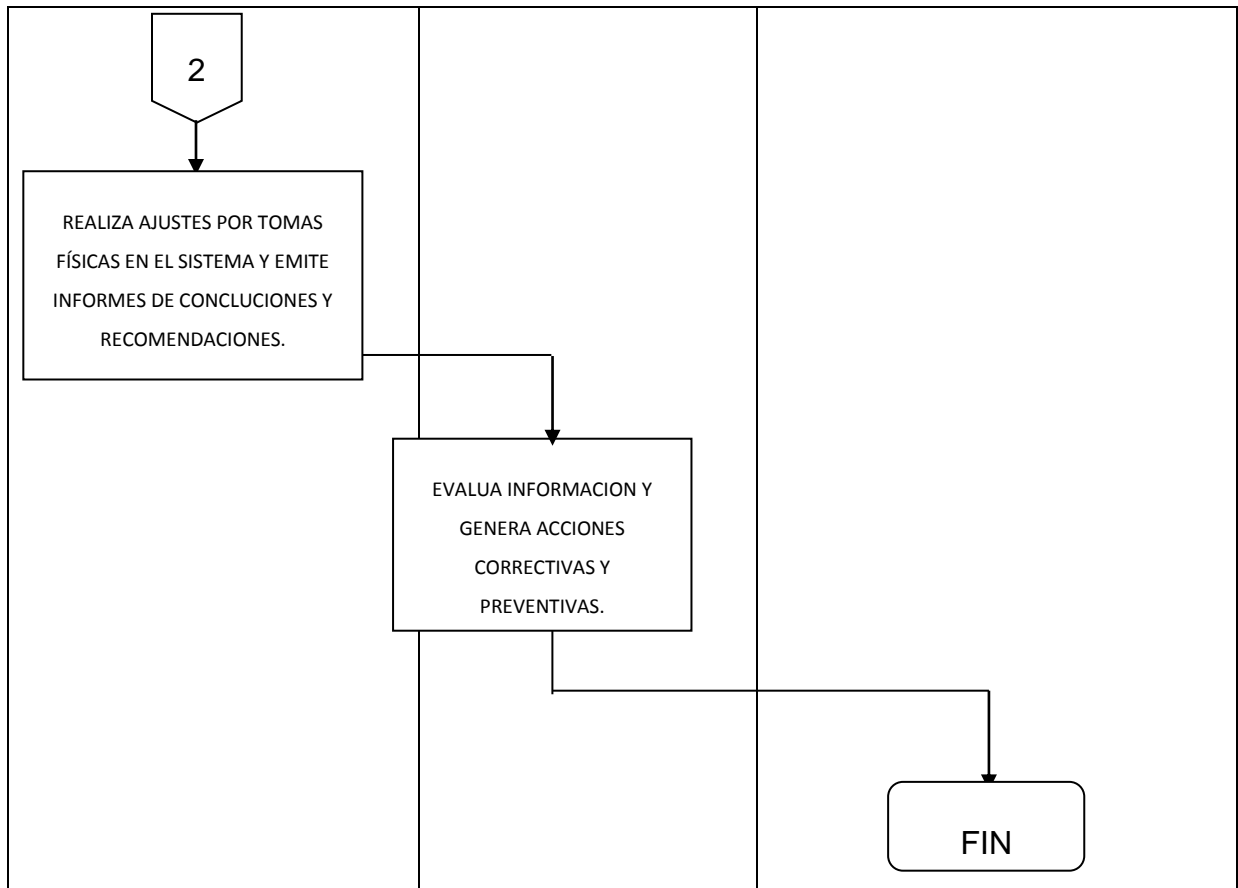 2
REALIZA AJUSTES POR TOMAS
FÍSICAS EN EL SISTEMA Y EMITE
INFORMES DE CONCLUCIONES Y
RECOMENDACIONES.
EVALUA INFORMACION Y
GENERA ACCIONES
CORRECTIVAS Y
PREVENTIVAS.
FIN